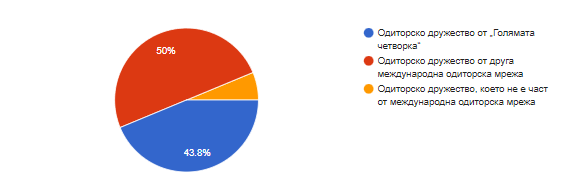 50%
43.8%
Одиторско дружество от „Голямата
четворка“
Одиторско дружество от друга
международна одиторска мрежа
Одиторско дружество, което не е част
от международна одиторска мрежа